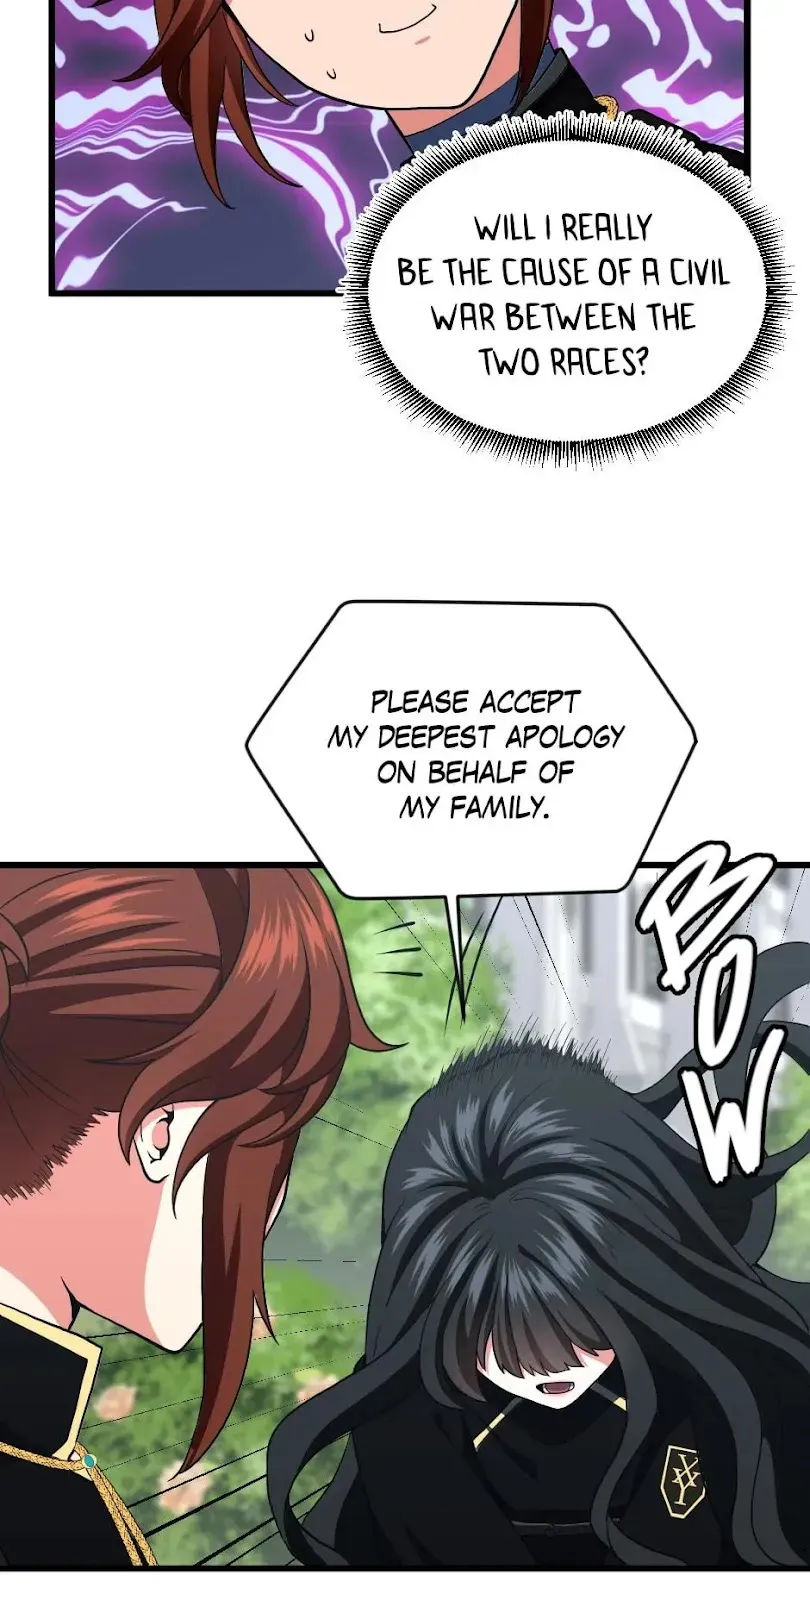 WILL I REALLY
BE THE CAUSE OF A CIVIL
WAR BETWEEN THE
TWO RACES?
PLEASE ACCEPT
MY DEEPEST APOLOGY
ON BEHALF OF
MY FAMILY.
BOW